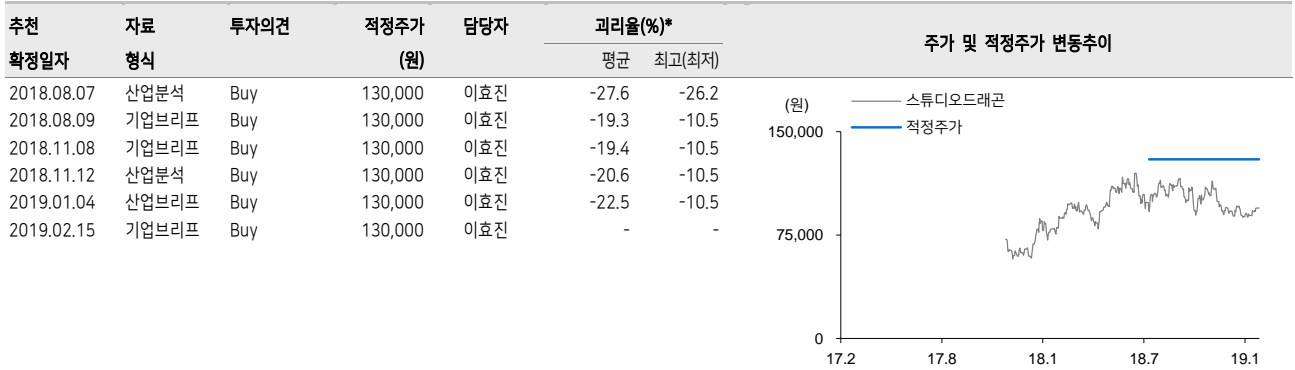 추천 자료 투자의견 적정주가 담당자 괴리율(%)*
확정일자 형식 (원) 평균 최고(최저)
2018.08.07 산업분석 Buy 130,000 이효진 -27.6 -26.2
2018.08.09 기업브리프 Buy 130,000 이효진 -19.3 -10.5
2018.11.08 기업브리프 Buy 130,000 이효진 -19.4 -10.5
2018.11.12 산업분석 Buy 130,000 이효진 -20.6 -10.5
2019.01.04 산업브리프 Buy 130,000 이효진 -22.5 -10.5
2019.02.15 기업브리프 Buy 130,000 이효진 - -
주가 및 적정주가 변동추이
(원)
스튜디오드래곤
적정주가
150,000
75,000
0
17.2 17.8 18.1 18.7 19.1